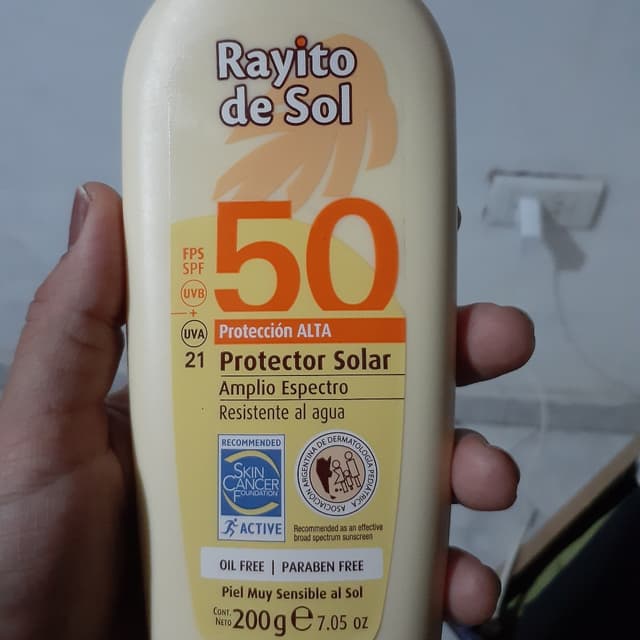 Rayito
de Sol
50
FPS
SPF
UVB
+
UVA
21
Protección ALTA
Protector Solar
Amplio Espectro
Resistente al agua
RECOMMENDED
SKIN
CANCER
FOUNDATION
ACTIVE
ASOCIACIÓN ARGENTINA DE DERMATOLOGÍA PEDIÁTRICA
Recommended as an effective
broad spectrum sunscreen
OIL FREE | PARABEN FREE
Piel Muy Sensible al Sol
CONT.
NETO 200g e 7.05 OZ